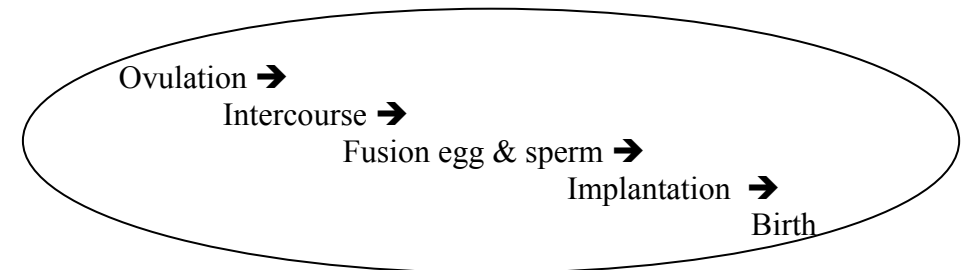 Ovulation ➔
Intercourse ➔
Fusion egg & sperm ➔
Implantation ➔
Birth